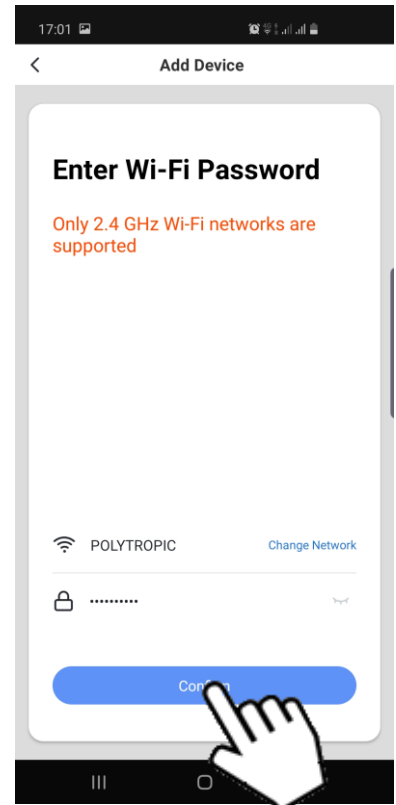 17:01
Add Device
Enter Wi-Fi Password
Only 2.4 GHz Wi-Fi networks are
supported
POLYTROPIC
Change Network
••••••••••